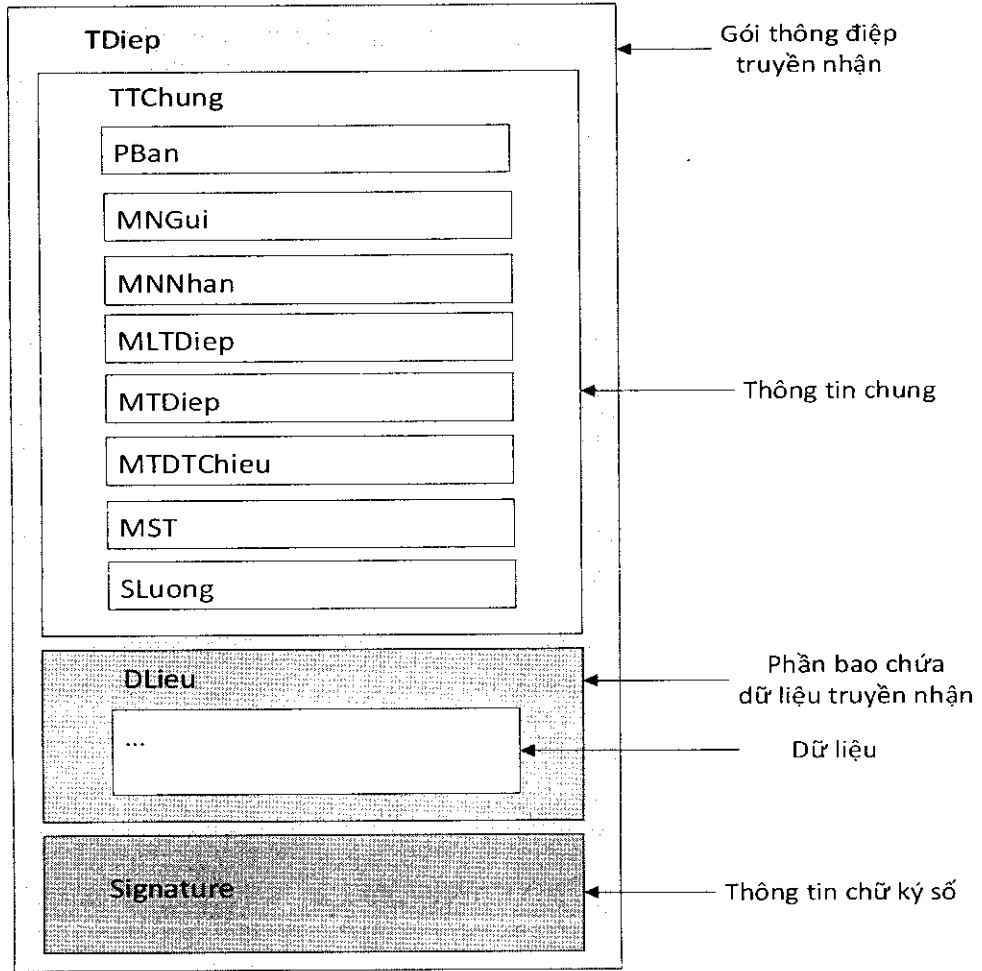 TDiep
Gói thông điệp
truyền nhận
TTChung
PBan
MNGui
MNNhan
MLTDiep
MTDiep
Thông tin chung
MTDTChieu
MST
SLuong
DLieu
Phần bao chứa
dữ liệu truyền nhận
...
Dữ liệu
Signature
Thông tin chữ ký số